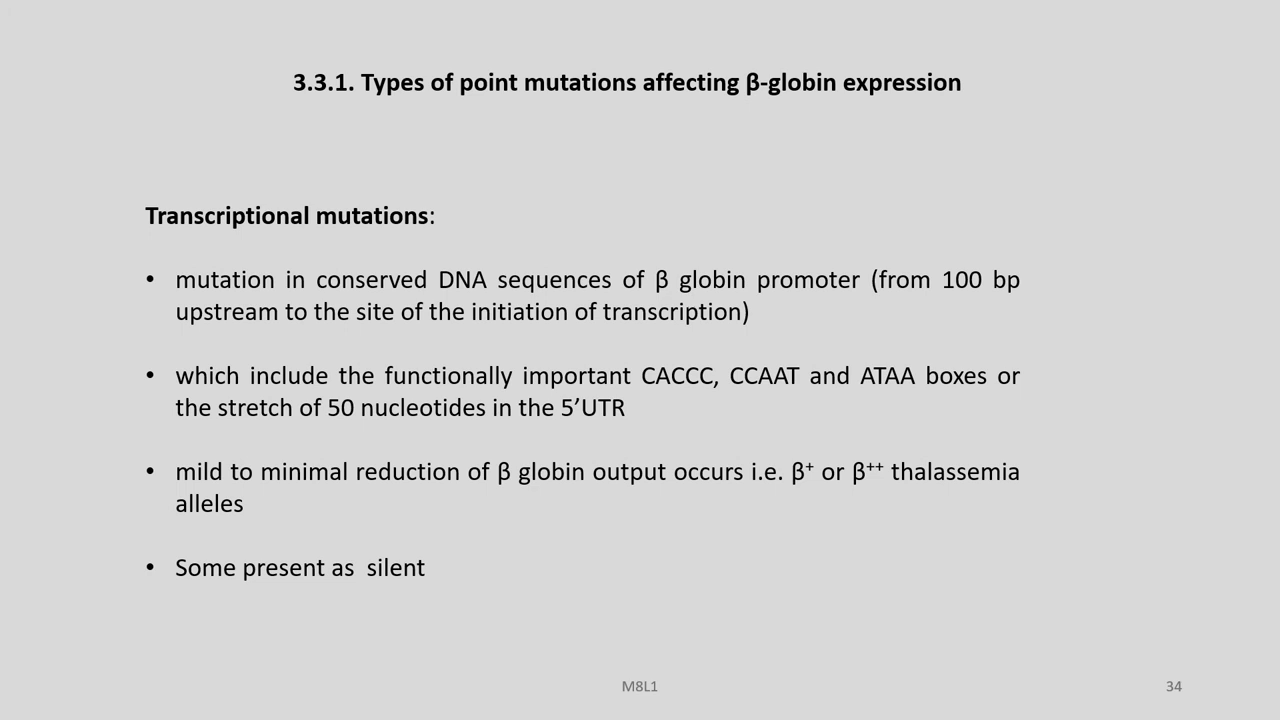 3.3.1. Types of point mutations affecting β-globin expression
Transcriptional mutations:
• mutation in conserved DNA sequences of β globin promoter (from 100 bp
upstream to the site of the initiation of transcription)
• which include the functionally important CACCC, CCAAT and ATAA boxes or
the stretch of 50 nucleotides in the 5’UTR
• mild to minimal reduction of β globin output occurs i.e. β⁺ or β⁺⁺ thalassemia
alleles
• Some present as  silent
M8L1
34